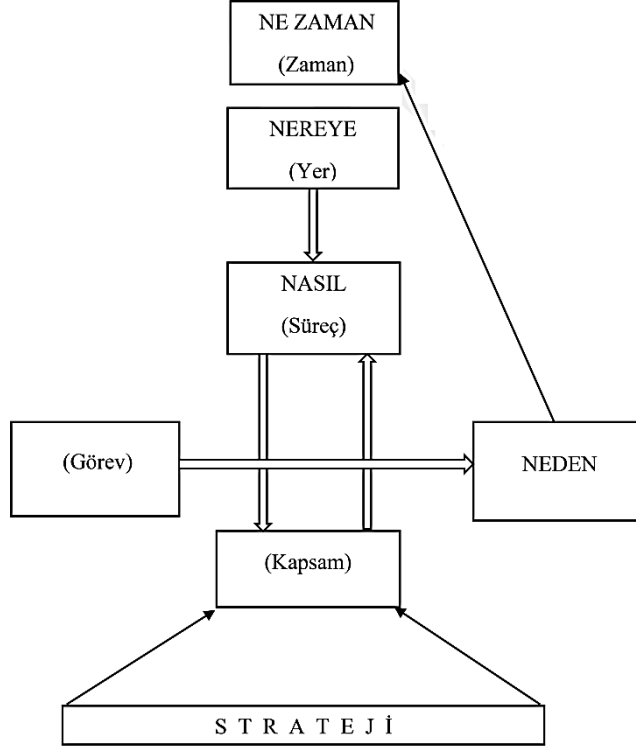 NE ZAMAN
(Zaman)
NEREYE
(Yer)
NASIL
(Süreç)
(Görev)
NEDEN
(Kapsam)
S T R A T E J İ